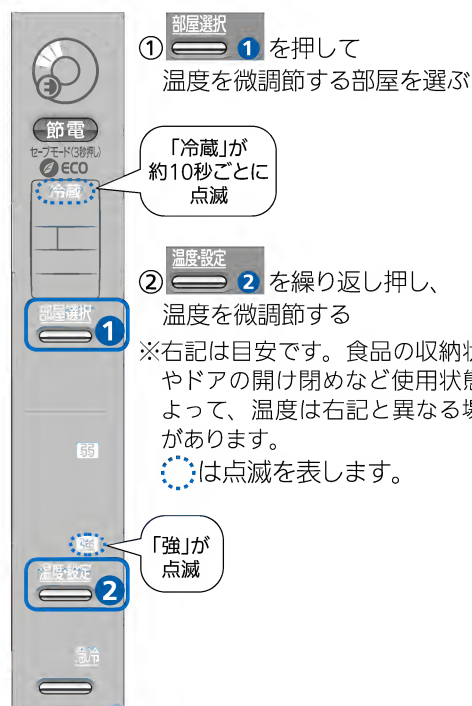 部屋選択
① ❶ を押して
温度を微調節する部屋を選ぶ
節電
セーブモード(3秒押し)
ECO
冷蔵
「冷蔵」が
約10秒ごとに
点滅
温度・設定
② ❷ を繰り返し押し、
温度を微調節する
部屋選択
❶
※右記は目安です。食品の収納状
やドアの開け閉めなど使用状態
よって、温度は右記と異なる場
があります。
は点滅を表します。
弱
強
「強」が
点滅
温度・設定
❷
急冷